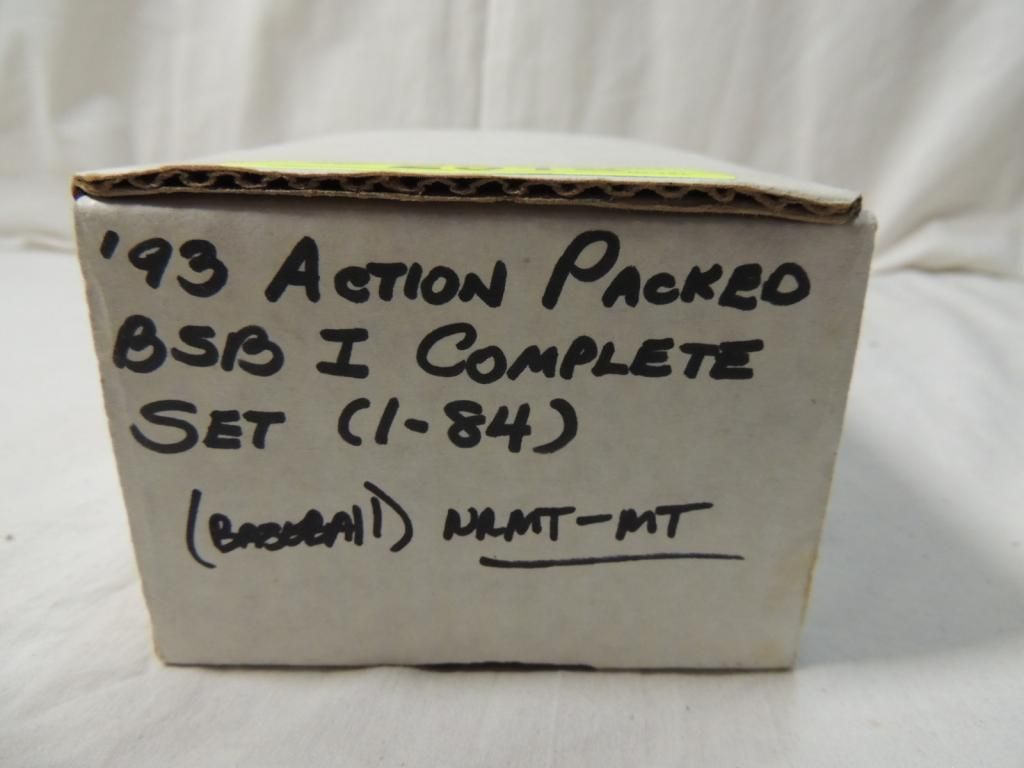 '93 ACTION PACKED
BSB I COMPLETE
SET (1-84)
(BASEBALL) NRMT-MT